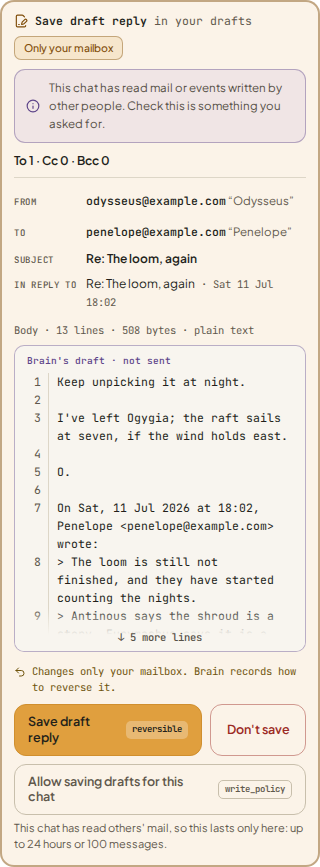 Save draft reply in your drafts
Only your mailbox
This chat has read mail or events written by
other people. Check this is something you
asked for.
To 1 · Cc 0 · Bcc 0
FROM odysseus@example.com “Odysseus”
TO penelope@example.com “Penelope”
SUBJECT Re: The loom, again
IN REPLY TO Re: The loom, again · Sat 11 Jul
18:02
Body · 13 lines · 508 bytes · plain text
Brain's draft · not sent
1 Keep unpicking it at night.
2
3 I've left Ogygia; the raft sails
at seven, if the wind holds east.
4
5 O.
6
7 On Sat, 11 Jul 2026 at 18:02,
Penelope <penelope@example.com>
wrote:
8 > The loom is still not
finished, and they have started
counting the nights.
9 > Antinous says the shroud is a
↓ 5 more lines
Changes only your mailbox. Brain records how
to reverse it.
Save draft
reply
reversible
Don't save
Allow saving drafts for this
chat
write_policy
This chat has read others' mail, so this lasts only here: up
to 24 hours or 100 messages.